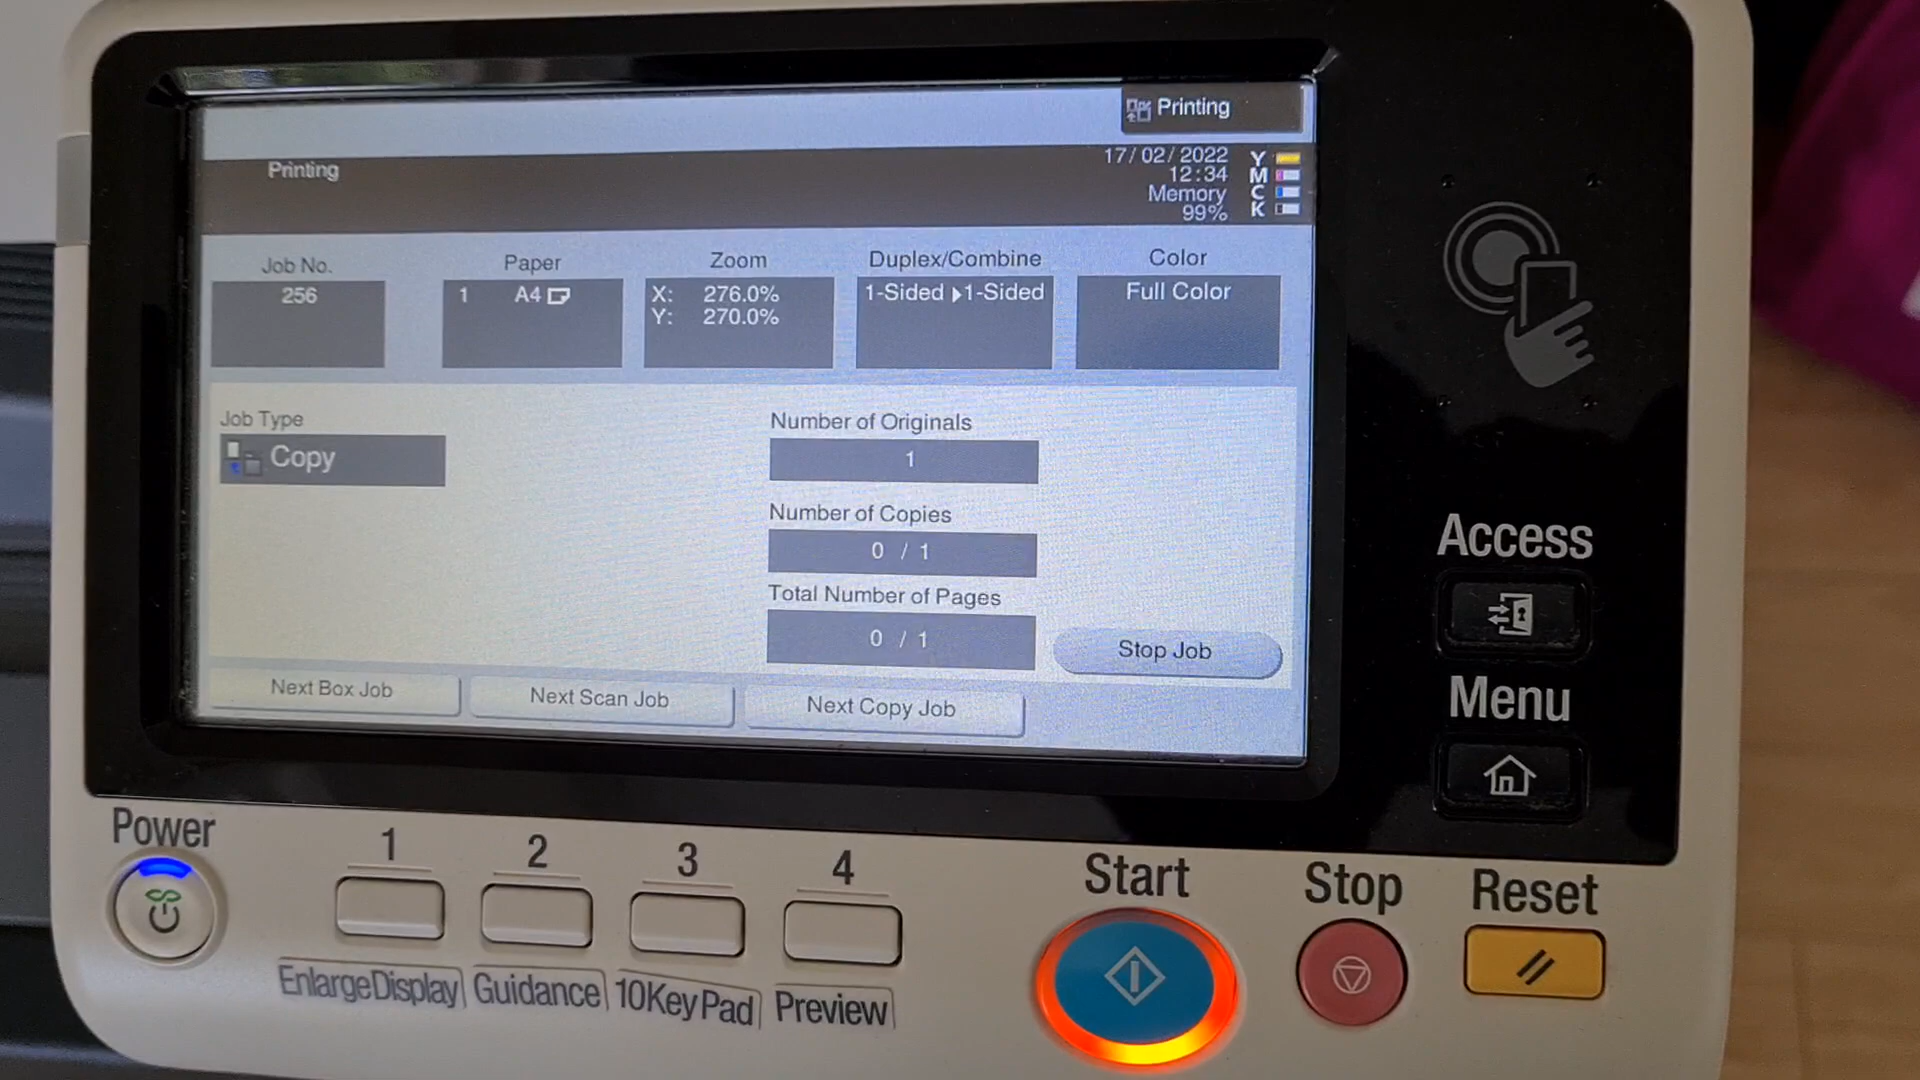 Printing
Printing
17/02/2022
12:34
Memory
99%
Y
M
C
K
Job No.
256
Paper
1 A4
Zoom
X: 276.0%
Y: 270.0%
Duplex/Combine
1-Sided ▸1-Sided
Color
Full Color
Job Type
Copy
Number of Originals
1
Number of Copies
0 / 1
Total Number of Pages
0 / 1
Stop Job
Next Box Job
Next Scan Job
Next Copy Job
Access
Menu
Power
1
2
3
4
Start
Stop
Reset
Enlarge Display
Guidance
10Key Pad
Preview